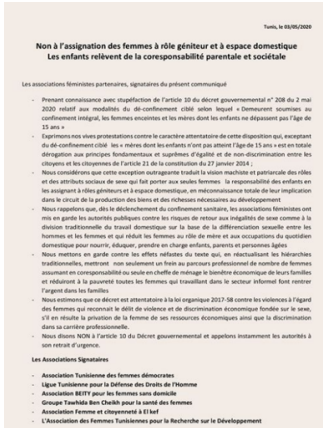 Tunis, le 03/05/2020
Non à l'assignation des femmes à rôle géniteur et à espace domestique
Les enfants relèvent de la coresponsabilité parentale et sociétale
Les associations féministes partenaires, signataires du présent communiqué
- Prenant connaissance avec stupéfaction de l'article 10 du décret gouvernemental n° 208 du 2
mai 2020 relatif aux modalités du dé-confinement ciblé selon lequel « Demeurent soumises au
confinement intégral, les femmes enceintes et les mères dont les enfants ne dépassent pas l'âge de
15 ans »
- Exprimons nos vives protestations contre le caractère attentatoire de cette disposition qui, exceptant
du dé-confinement ciblé les « mères dont les enfants n'ont pas atteint l'âge de 15 ans » est en totale
dérogation aux principes fondamentaux et suprêmes d'égalité et de non-discrimination entre les
citoyens et les citoyennes de l'article 21 de la constitution du 27 janvier 2014 ;
- Nous considérons que cette exception outrageante traduit la vision machiste et patriarcale des rôles
et des attributs sociaux de sexe qui fait porter aux seules femmes la responsabilité des enfants en
les assignant à rôles géniteurs et à espace domestique, en méconnaissance totale de leur implication
dans le circuit de la production des biens et des richesses nécessaires au développement
- Nous rappelons que, dès le déclenchement du confinement sanitaire, les associations féministes ont
mis en garde les autorités publiques contre les risques de retour aux inégalités de sexe comme à la
division traditionnelle du travail domestique sur la base de la différenciation sexuelle entre les
hommes et les femmes et qui réduit les femmes au rôle de mère et aux occupations du quotidien
domestique pour nourrir, éduquer, prendre en charge enfants, parents et personnes âgées
- Nous mettons en garde contre les effets néfastes du texte qui, en réactualisant les hiérarchies
traditionnelles, mettront non seulement un frein au parcours professionnel de nombre de femmes
assumant en coresponsabilité ou seule en cheffe de ménage le bienêtre économique de leurs familles
et réduiront à la pauvreté toutes les femmes qui travaillant dans le secteur informel font rentrer
l'argent dans les familles
- Nous estimons que ce décret est attentatoire à la loi organique 2017-58 contre les violences à l'égard
des femmes qui reconnait le délit de violence et de discrimination économique fondée sur le sexe,
s'il en résulte la privation de la femme de ses ressources économiques ainsi que la discrimination
dans sa carrière professionnelle.
- Nous disons NON à l'article 10 du Décret gouvernemental et appelons instamment les autorités à
son retrait d'urgence.
Les Associations Signataires
- Association Tunisienne des femmes démocrates
- Ligue Tunisienne pour la Défense des Droits de l'Homme
- Association BEITY pour les femmes sans domicile
- Groupe Tawhida Ben Cheikh pour la santé des femmes
- Association Femme et citoyenneté à El kef
- L'Association des Femmes Tunisiennes pour la Recherche sur le Développement